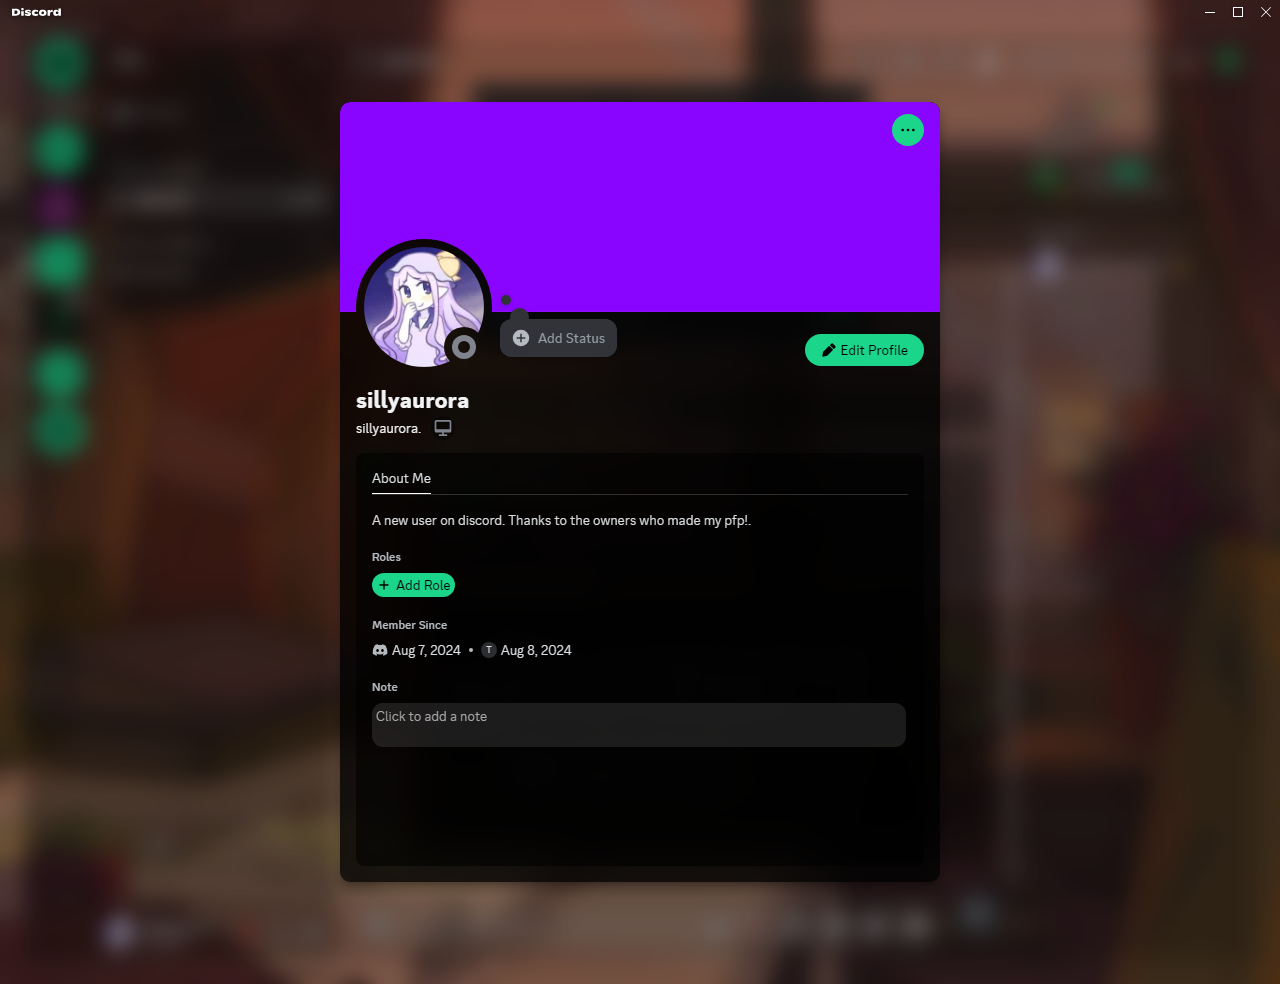 Discord
Add Status
Edit Profile
sillyaurora
sillyaurora.
About Me
A new user on discord. Thanks to the owners who made my pfp!.
Roles
+ Add Role
Member Since
Aug 7, 2024 • T Aug 8, 2024
Note
Click to add a note